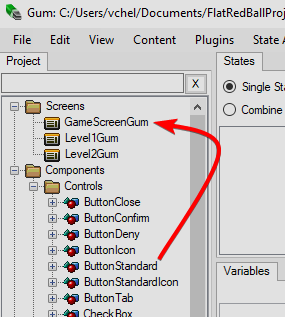 Gum: C:/Users/vchel/Documents/FlatRedBallProj
File Edit View Content Plugins State
Project
States
X
Single Sta
Combine
Screens
GameScreenGum
Level1Gum
Level2Gum
Components
Controls
ButtonClose
ButtonConfirm
ButtonDeny
ButtonIcon
ButtonStandard
ButtonStandardIcon
ButtonTab
CheckBox
Variables